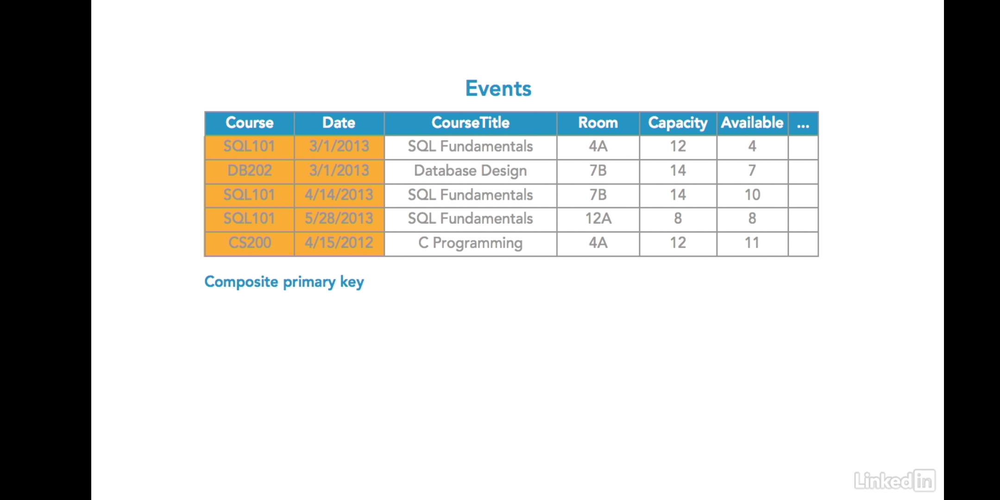 Events
Course Date CourseTitle Room Capacity Available ...
SQL101 3/1/2013 SQL Fundamentals 4A 12 4
DB202 3/1/2013 Database Design 7B 14 7
SQL101 4/14/2013 SQL Fundamentals 7B 14 10
SQL101 5/28/2013 SQL Fundamentals 12A 8 8
CS200 4/15/2012 C Programming 4A 12 11
Composite primary key
Linked in